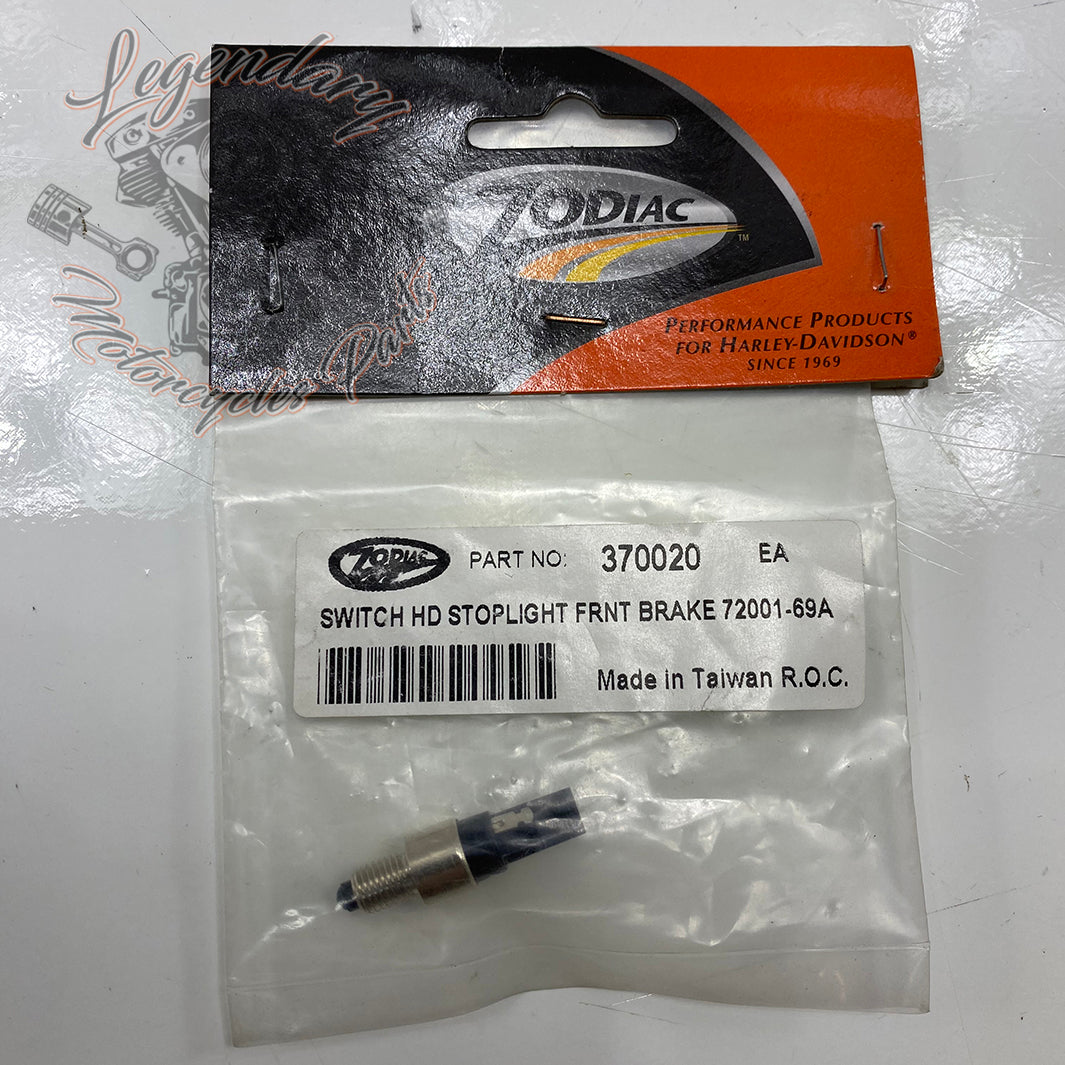 Legendary
Motorcycles Parts
ZODIAC
TM
PERFORMANCE PRODUCTS
FOR HARLEY-DAVIDSON®
SINCE 1969
ZODIAC PART NO: 370020 EA
SWITCH HD STOPLIGHT FRNT BRAKE 72001-69A
Made in Taiwan R.O.C.